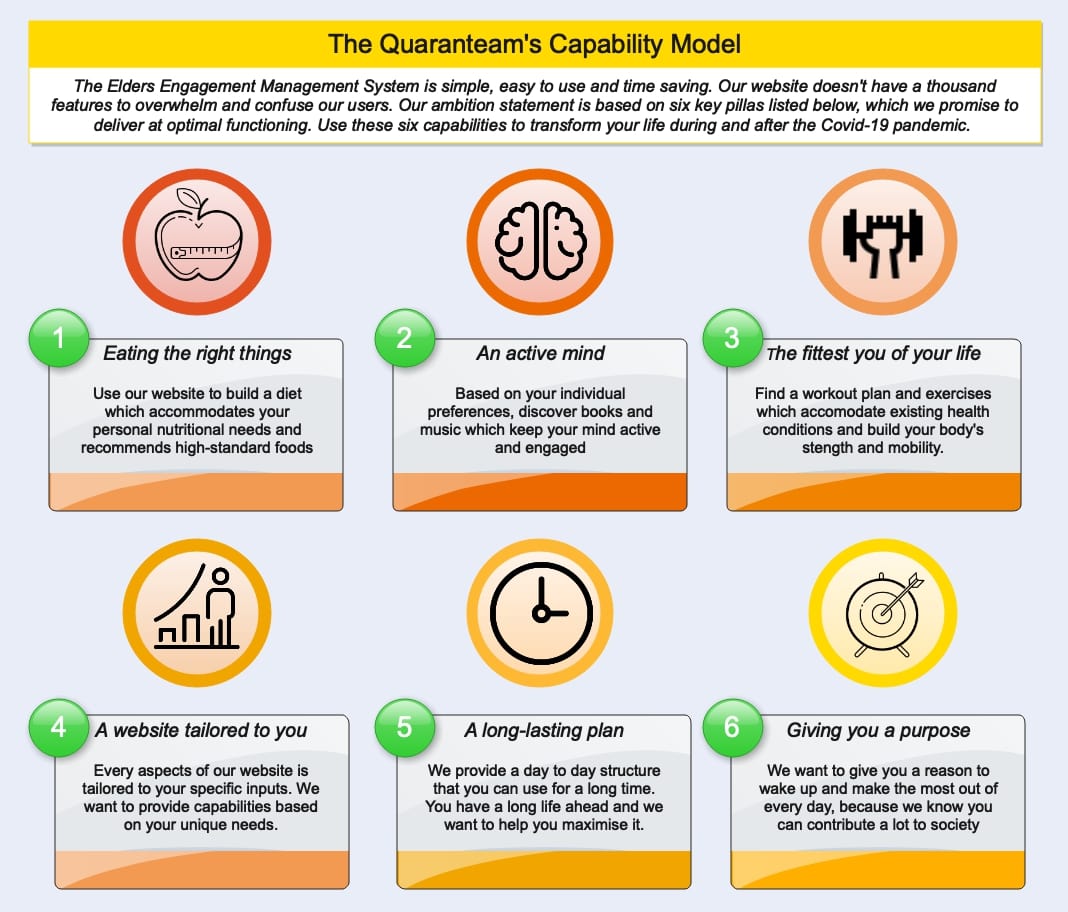 The Quaranteam's Capability Model
The Elders Engagement Management System is simple, easy to use and time saving. Our website doesn't have a thousand
features to overwhelm and confuse our users. Our ambition statement is based on six key pillas listed below, which we promise to
deliver at optimal functioning. Use these six capabilities to transform your life during and after the Covid-19 pandemic.
1
Eating the right things
Use our website to build a diet
which accommodates your
personal nutritional needs and
recommends high-standard foods
2
An active mind
Based on your individual
preferences, discover books and
music which keep your mind active
and engaged
3
The fittest you of your life
Find a workout plan and exercises
which accomodate existing health
conditions and build your body's
stength and mobility.
4
A website tailored to you
Every aspects of our website is
tailored to your specific inputs. We
want to provide capabilities based
on your unique needs.
5
A long-lasting plan
We provide a day to day structure
that you can use for a long time.
You have a long life ahead and we
want to help you maximise it.
6
Giving you a purpose
We want to give you a reason to
wake up and make the most out of
every day, because we know you
can contribute a lot to society